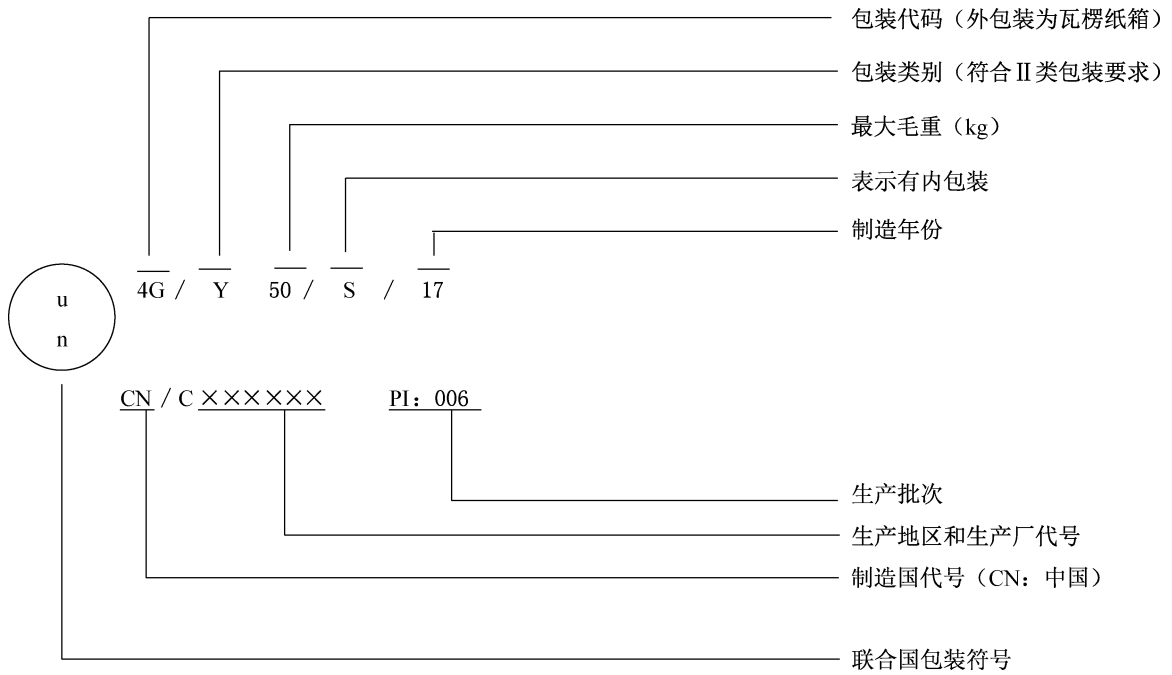 包装代码（外包装为瓦楞纸箱）
包装类别（符合Ⅱ类包装要求）
最大毛重（kg）
表示有内包装
制造年份
u
n
4G / Y 50 / S / 17
CN / C ×××××× PI: 006
生产批次
生产地区和生产厂代号
制造国代号（CN：中国）
联合国包装符号